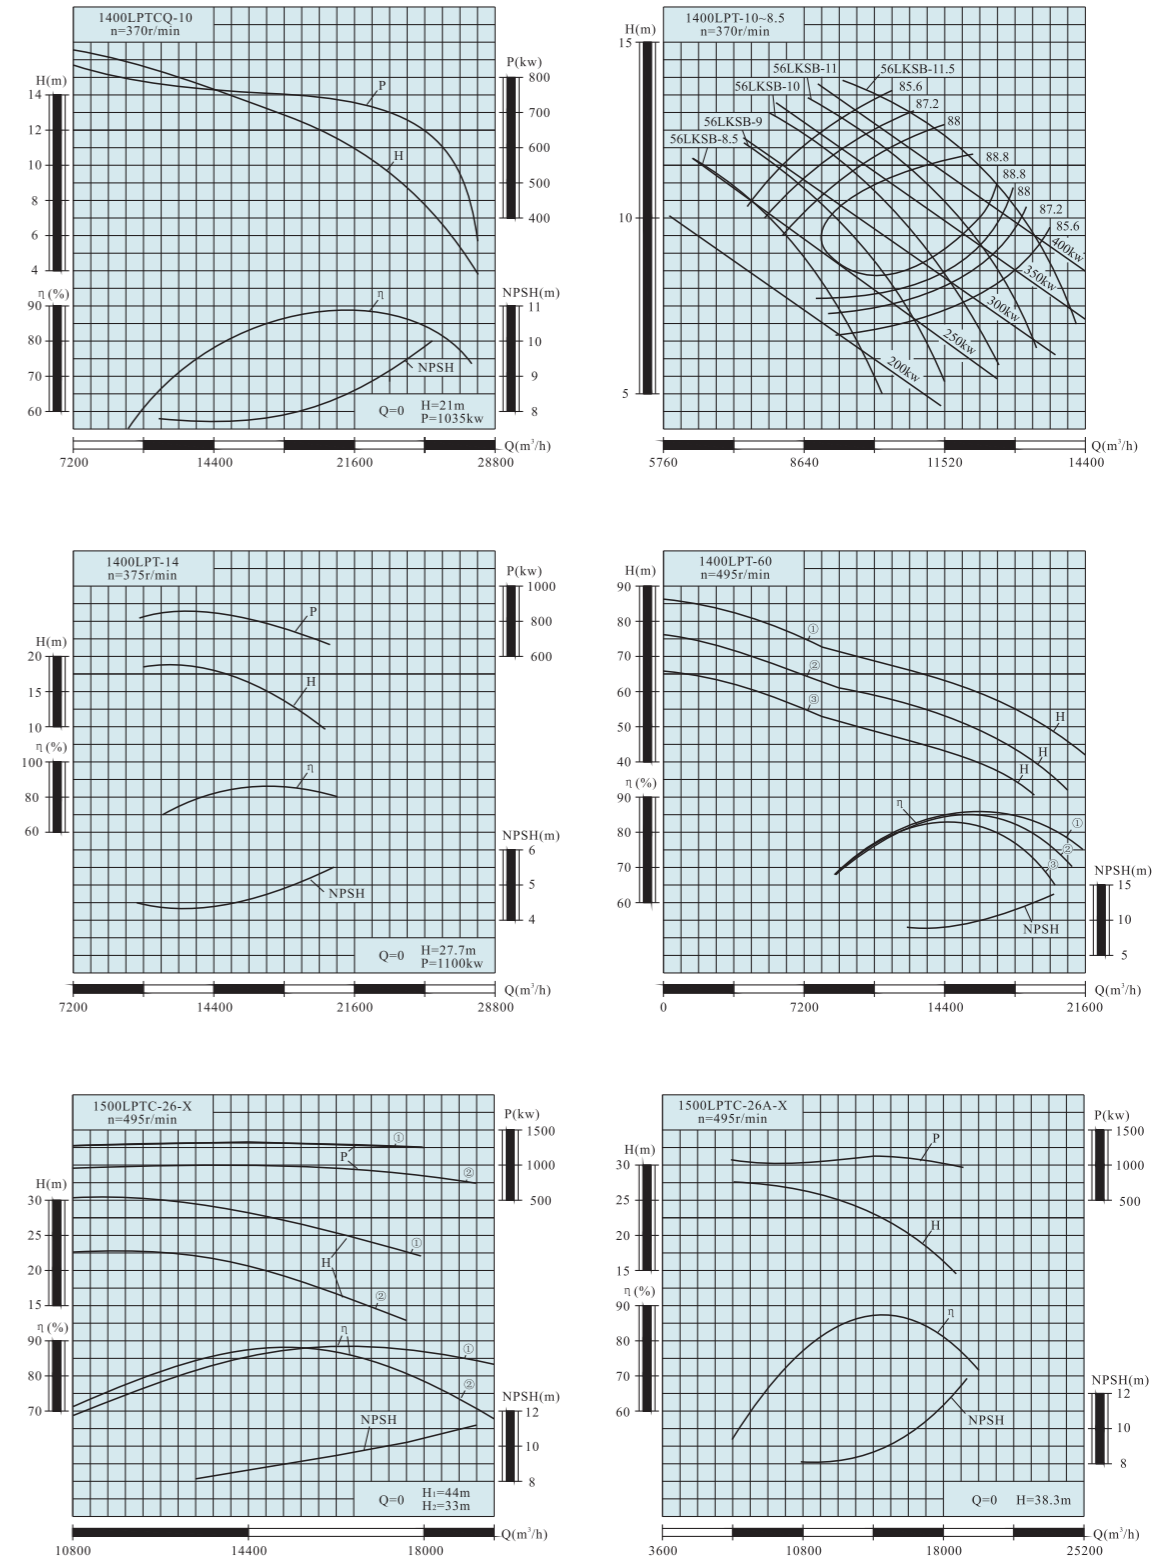 1400LPTCQ-10
n=370r/min
H(m)
14
12
10
8
6
4
P(kw)
800
700
600
500
400
P
H
η(%)
90
80
70
60
NPSH(m)
11
10
9
8
η
NPSH
Q=0 H=21m
P=1035kw
Q(m³/h)
7200 14400 21600 28800
1400LPT-10~8.5
n=370r/min
H(m)
15
10
5
56LKSB-11
56LKSB-11.5
56LKSB-10
85.6
87.2
56LKSB-9
88
56LKSB-8.5
88.8
88.8
88
87.2
85.6
400kw
350kw
300kw
250kw
200kw
Q(m³/h)
5760 8640 11520 14400
1400LPT-14
n=375r/min
P(kw)
1000
800
600
P
H(m)
20
15
10
H
η(%)
100
80
60
η
NPSH(m)
6
5
4
NPSH
Q=0 H=27.7m
P=1100kw
Q(m³/h)
7200 14400 21600 28800
1400LPT-60
n=495r/min
H(m)
90
80
70
60
50
40
①
②
③
H
H
H
η(%)
90
80
70
60
η
①
②
③
NPSH(m)
15
10
5
NPSH
Q(m³/h)
0 7200 14400 21600
1500LPTC-26-X
n=495r/min
P(kw)
1500
1000
500
①
P
②
H(m)
30
25
20
15
①
H
②
η(%)
90
80
70
η
①
②
NPSH(m)
12
10
8
NPSH
Q=0 H₁=44m
H₂=33m
Q(m³/h)
10800 14400 18000
1500LPTC-26A-X
n=495r/min
P(kw)
1500
1000
500
P
H(m)
30
25
20
15
H
η(%)
90
80
70
60
η
NPSH(m)
12
10
8
NPSH
Q=0 H=38.3m
Q(m³/h)
3600 10800 18000 25200